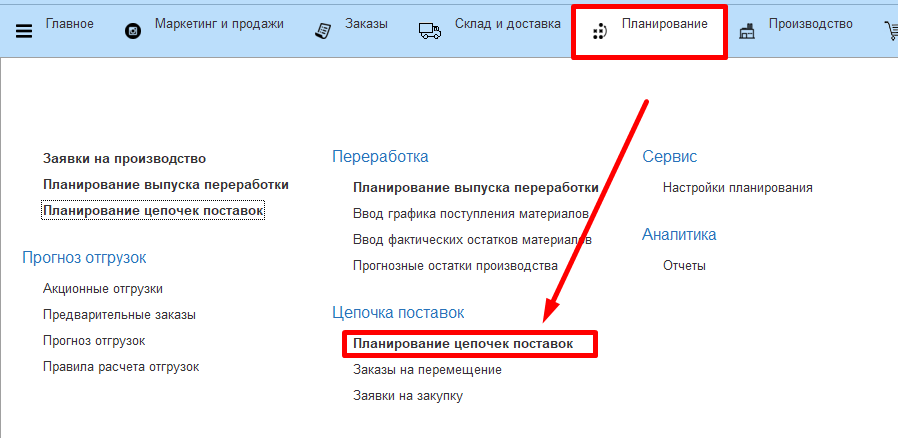 Главное
Маркетинг и продажи
Заказы
Склад и доставка
Планирование
Производство
Заявки на производство
Планирование выпуска переработки
Планирование цепочек поставок
Прогноз отгрузок
Акционные отгрузки
Предварительные заказы
Прогноз отгрузок
Правила расчета отгрузок
Переработка
Планирование выпуска переработки
Ввод графика поступления материалов
Ввод фактических остатков материалов
Прогнозные остатки производства
Цепочка поставок
Планирование цепочек поставок
Заказы на перемещение
Заявки на закупку
Сервис
Настройки планирования
Аналитика
Отчеты